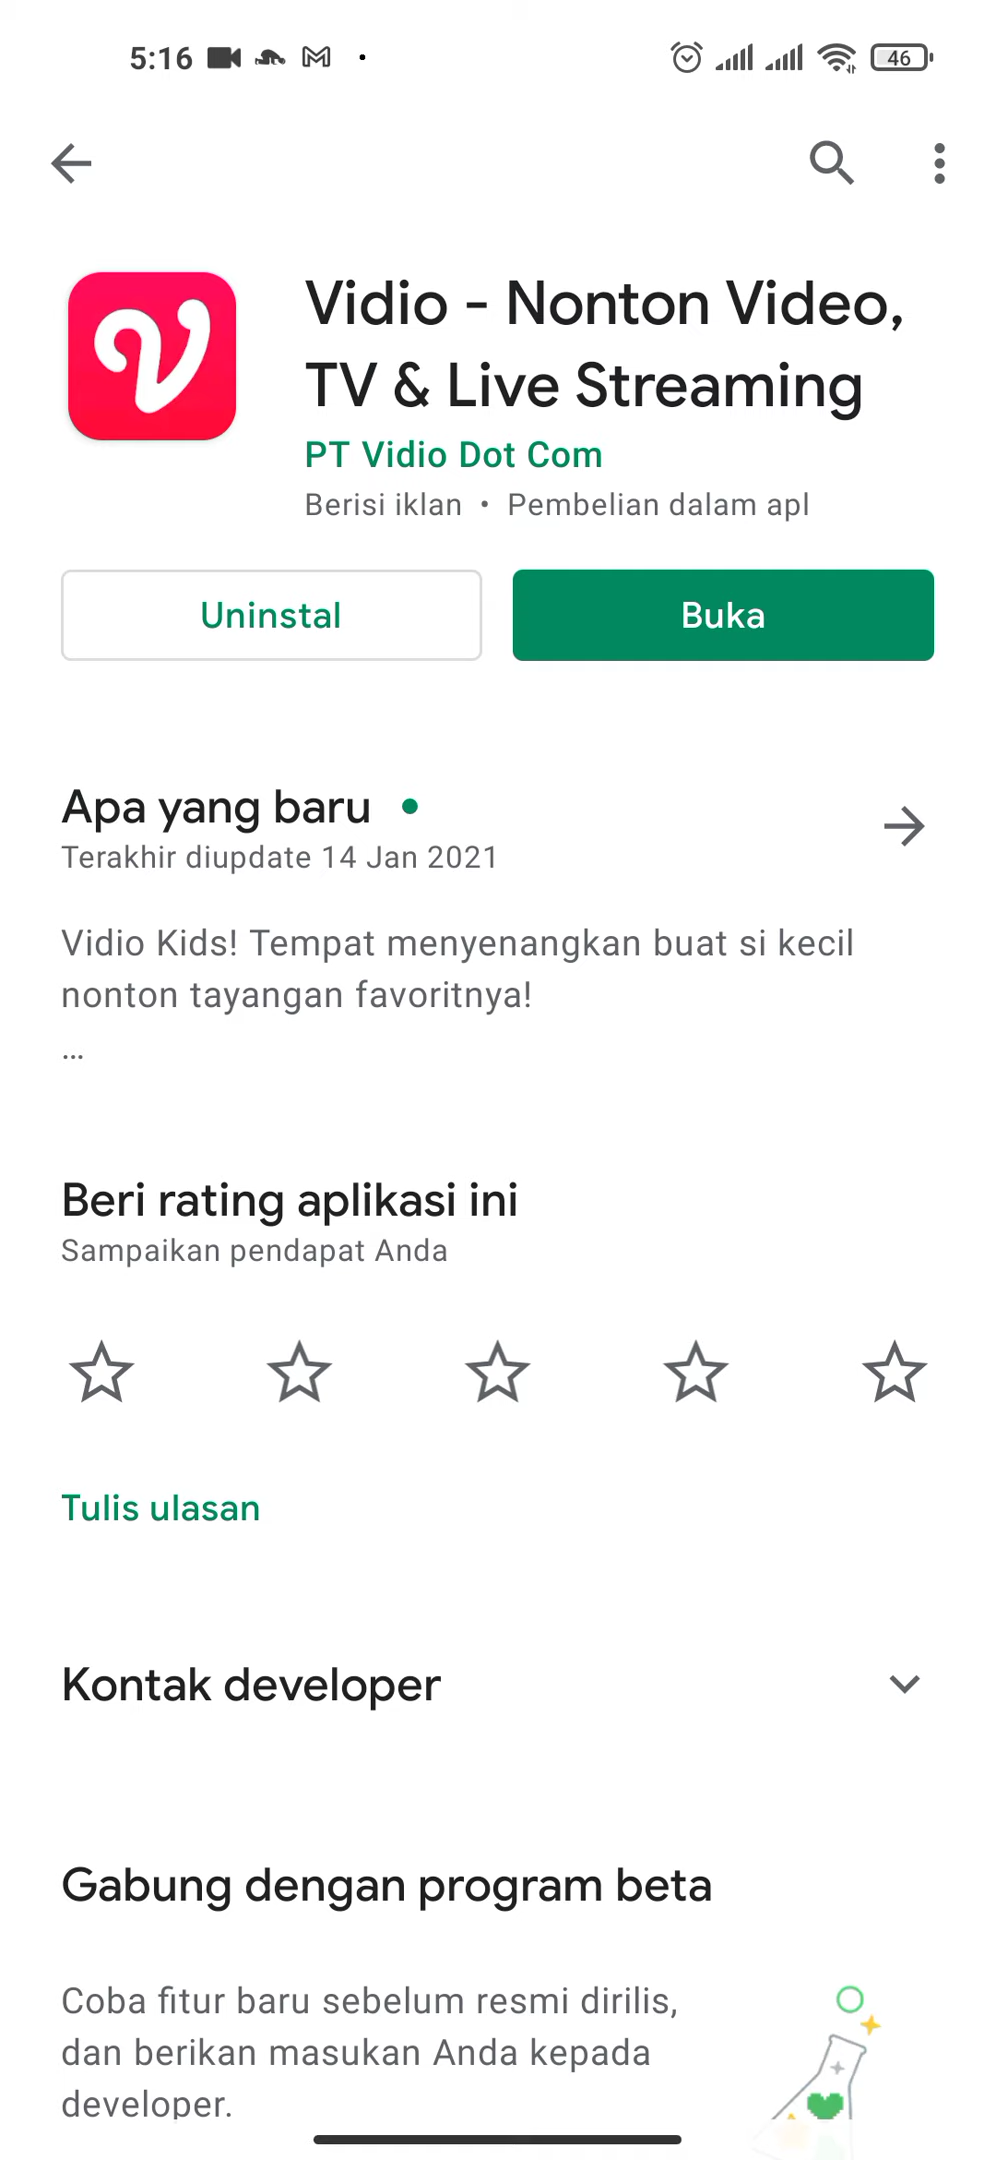 5:16
46
Vidio - Nonton Video,
TV & Live Streaming
PT Vidio Dot Com
Berisi iklan • Pembelian dalam apl
Uninstal
Buka
Apa yang baru
Terakhir diupdate 14 Jan 2021
Vidio Kids! Tempat menyenangkan buat si kecil
nonton tayangan favoritnya!
...
Beri rating aplikasi ini
Sampaikan pendapat Anda
Tulis ulasan
Kontak developer
Gabung dengan program beta
Coba fitur baru sebelum resmi dirilis,
dan berikan masukan Anda kepada
developer.